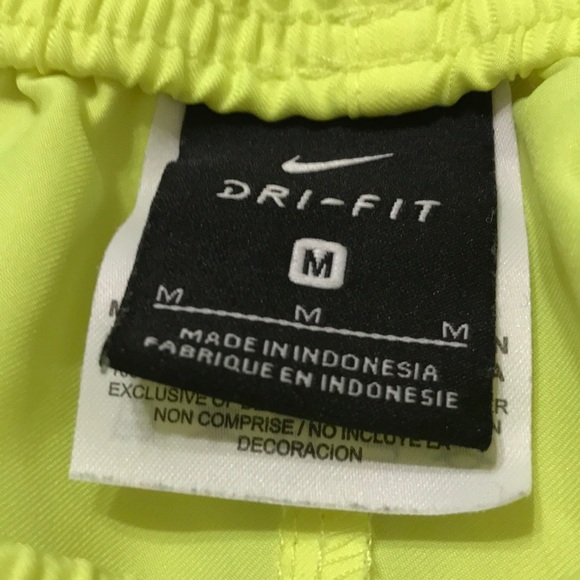 DRI-FIT
M
M M M
MADE IN INDONESIA
FABRIQUE EN INDONESIE
EXCLUSIVE OF
NON COMPRISE / NO INCLUYE LA
DECORACION